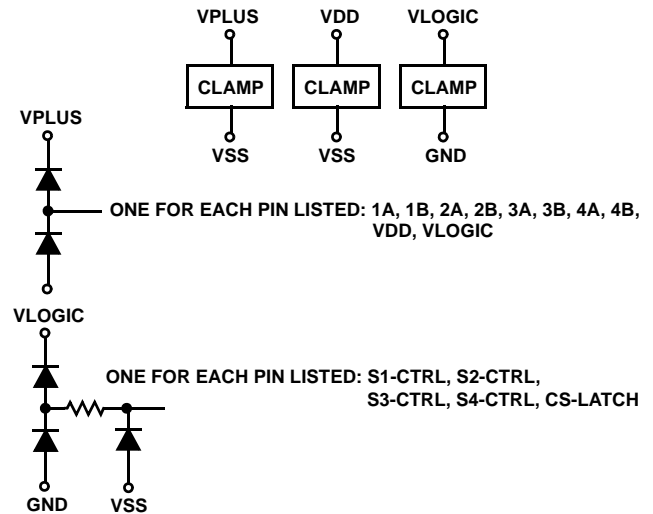 VPLUS VDD VLOGIC
CLAMP CLAMP CLAMP
VSS VSS GND
VPLUS
ONE FOR EACH PIN LISTED: 1A, 1B, 2A, 2B, 3A, 3B, 4A, 4B,
VDD, VLOGIC
VLOGIC
ONE FOR EACH PIN LISTED: S1-CTRL, S2-CTRL,
S3-CTRL, S4-CTRL, CS-LATCH
GND VSS